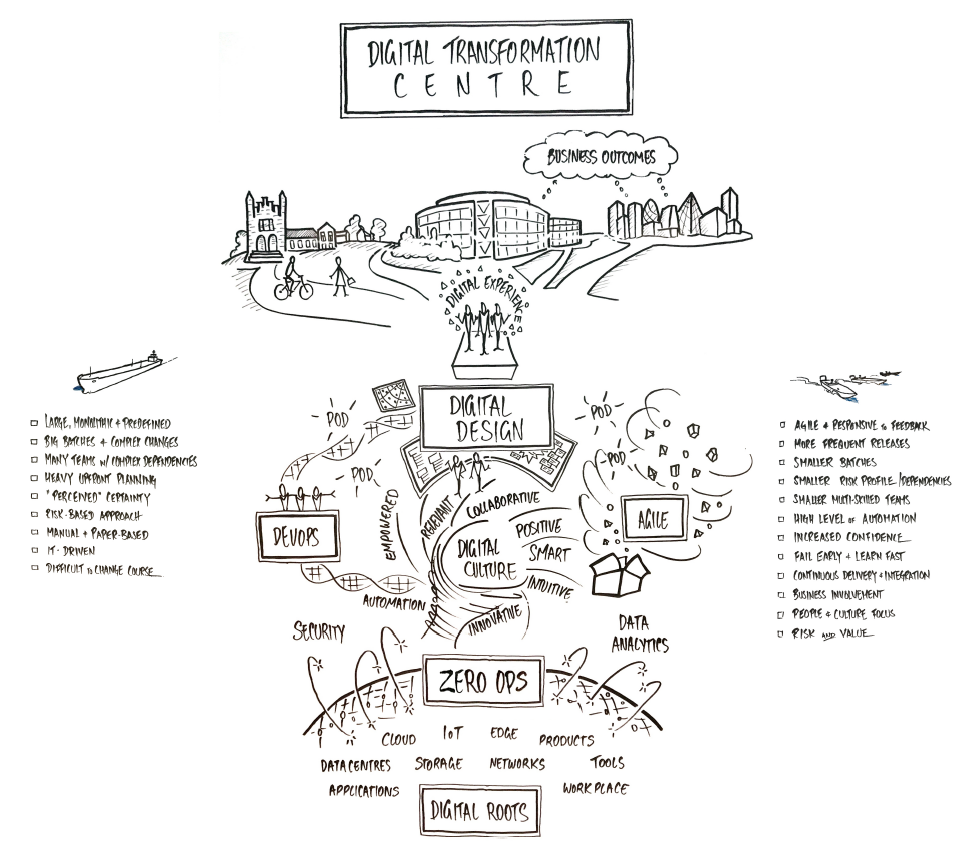 DIGITAL TRANSFORMATION
CENTRE
BUSINESS OUTCOMES
DIGITAL EXPERIENCE
LARGE, MONOLITHIC + PREDEFINED
BIG BATCHES + COMPLEX CHANGES
MANY TEAMS W/ COMPLEX DEPENDENCIES
HEAVY UPFRONT PLANNING
"PERCEIVED" CERTAINTY
RISK-BASED APPROACH
MANUAL + PAPER-BASED
IT-DRIVEN
DIFFICULT TO CHANGE COURSE
POD
POD
DEVOPS
EMPOWERED
AUTOMATION
DIGITAL
DESIGN
RELEVANT
COLLABORATIVE
POSITIVE
SMART
INTUITIVE
INNOVATIVE
DIGITAL
CULTURE
POD
POD
AGILE
AGILE + RESPONSIVE TO FEEDBACK
MORE FREQUENT RELEASES
SMALLER BATCHES
SMALLER RISK PROFILE/DEPENDENCIES
SMALLER MULTI-SKILLED TEAMS
HIGH LEVEL OF AUTOMATION
INCREASED CONFIDENCE
FAIL EARLY + LEARN FAST
CONTINUOUS DELIVERY + INTEGRATION
BUSINESS INVOLVEMENT
PEOPLE + CULTURE FOCUS
RISK AND VALUE
SECURITY
DATA
ANALYTICS
ZERO OPS
CLOUD IoT EDGE PRODUCTS
DATACENTRES STORAGE NETWORKS TOOLS
APPLICATIONS WORKPLACE
DIGITAL ROOTS